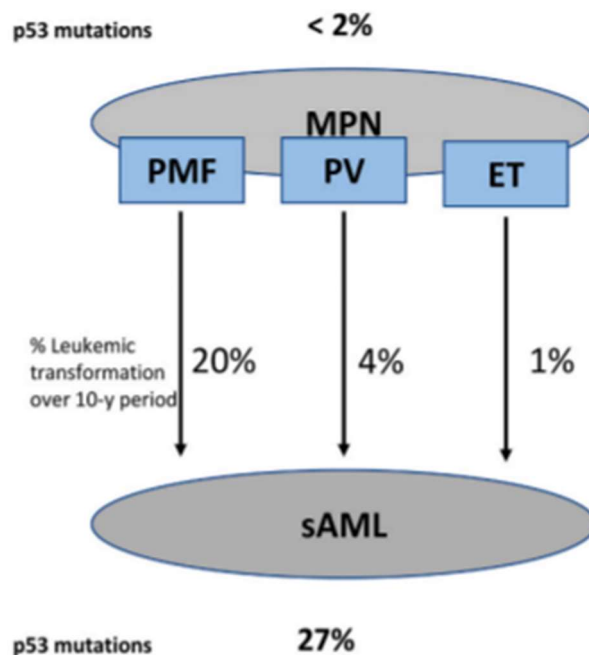 p53 mutations < 2%
MPN
PMF PV ET
% Leukemic
transformation
over 10-y period
20% 4% 1%
sAML
p53 mutations 27%